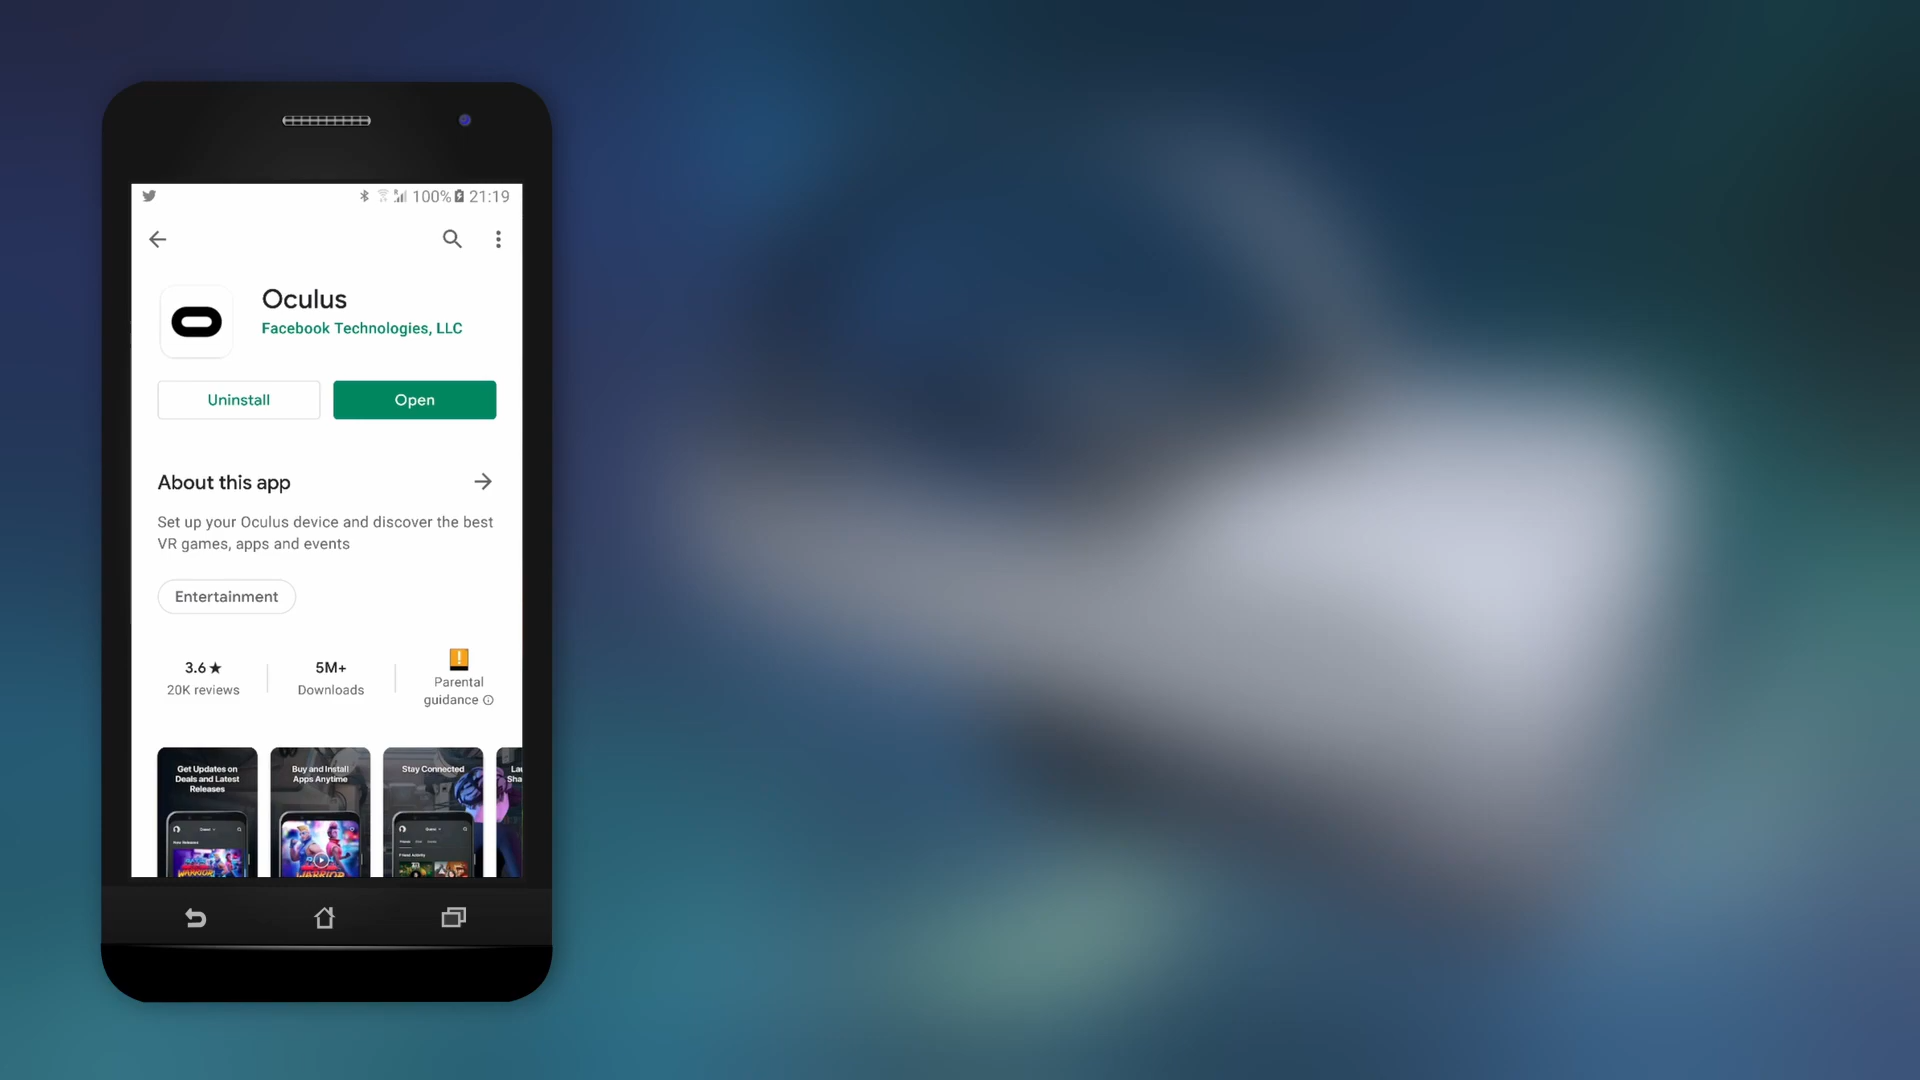 100% 21:19
Oculus
Facebook Technologies, LLC
Uninstall
Open
About this app
Set up your Oculus device and discover the best
VR games, apps and events
Entertainment
3.6★
20K reviews
5M+
Downloads
Parental
guidance
Get Updates on
Deals and Latest
Releases
Buy and Install
Apps Anytime
Stay Connected